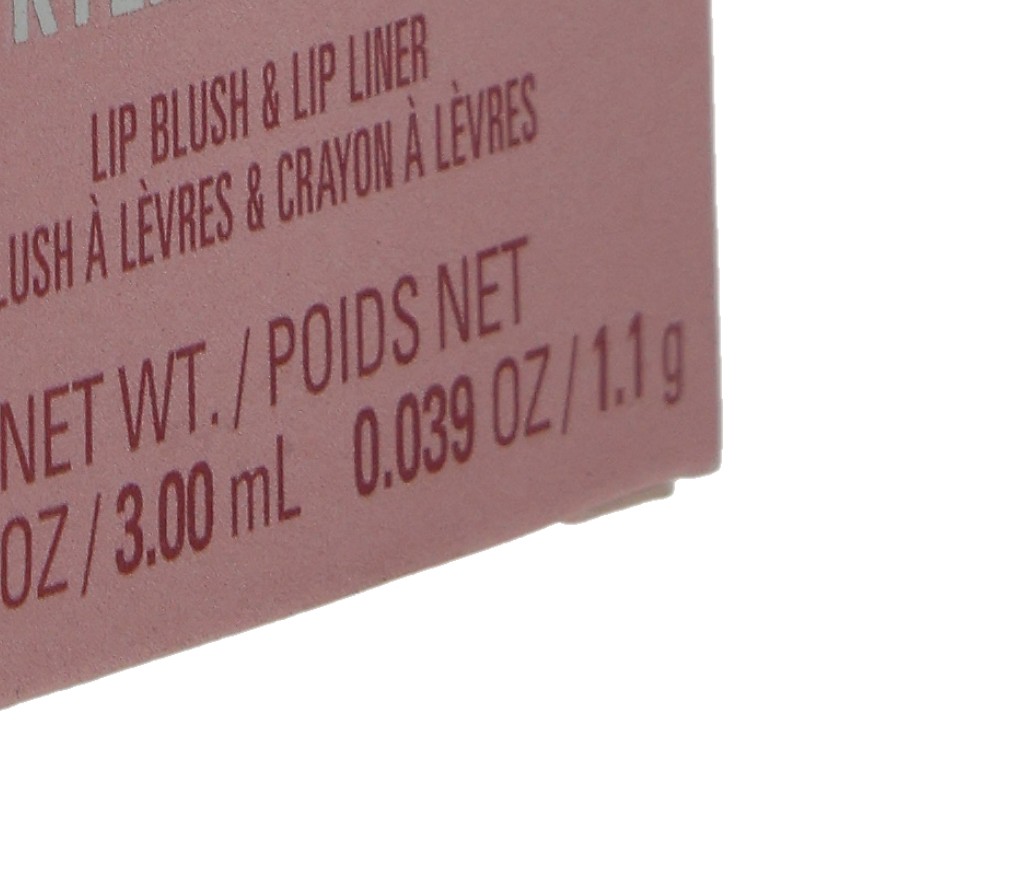 LIP BLUSH & LIP LINER
LUSH À LÈVRES & CRAYON À LÈVRES
NET WT. / POIDS NET
OZ / 3.00 mL 0.039 OZ / 1.1 g